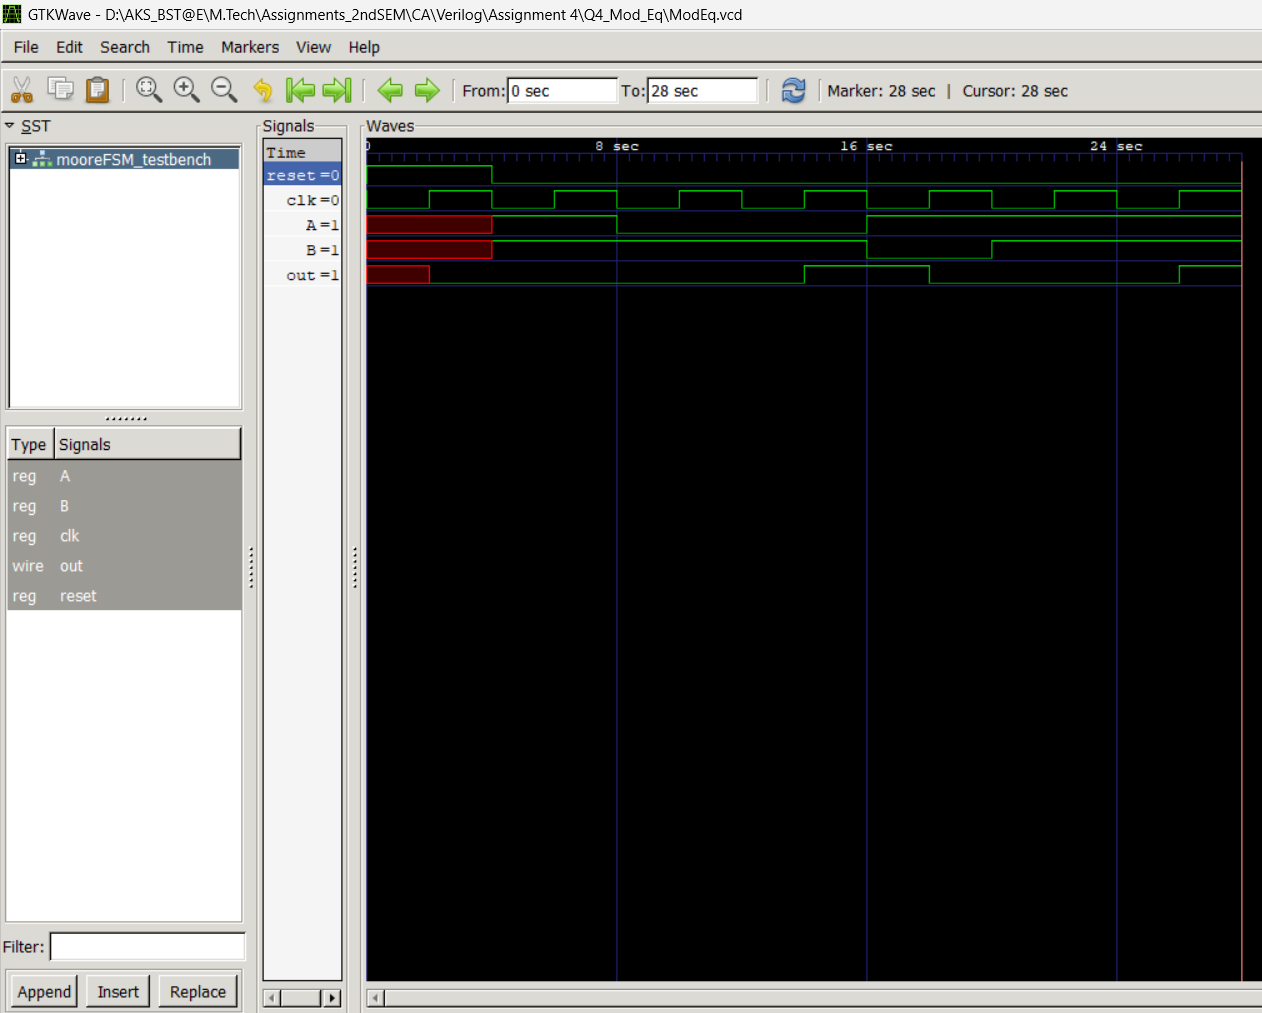 GTKWave - D:\AKS_BST@E\M.Tech\Assignments_2ndSEM\CA\Verilog\Assignment 4\Q4_Mod_Eq\ModEq.vcd
File Edit Search Time Markers View Help
From: 0 sec To: 28 sec Marker: 28 sec | Cursor: 28 sec
SST
mooreFSM_testbench
Type Signals
reg A
reg B
reg clk
wire out
reg reset
Filter:
Append Insert Replace
Signals
Time
reset =0
clk =0
A =1
B =1
out =1
Waves
0 8 sec 16 sec 24 sec